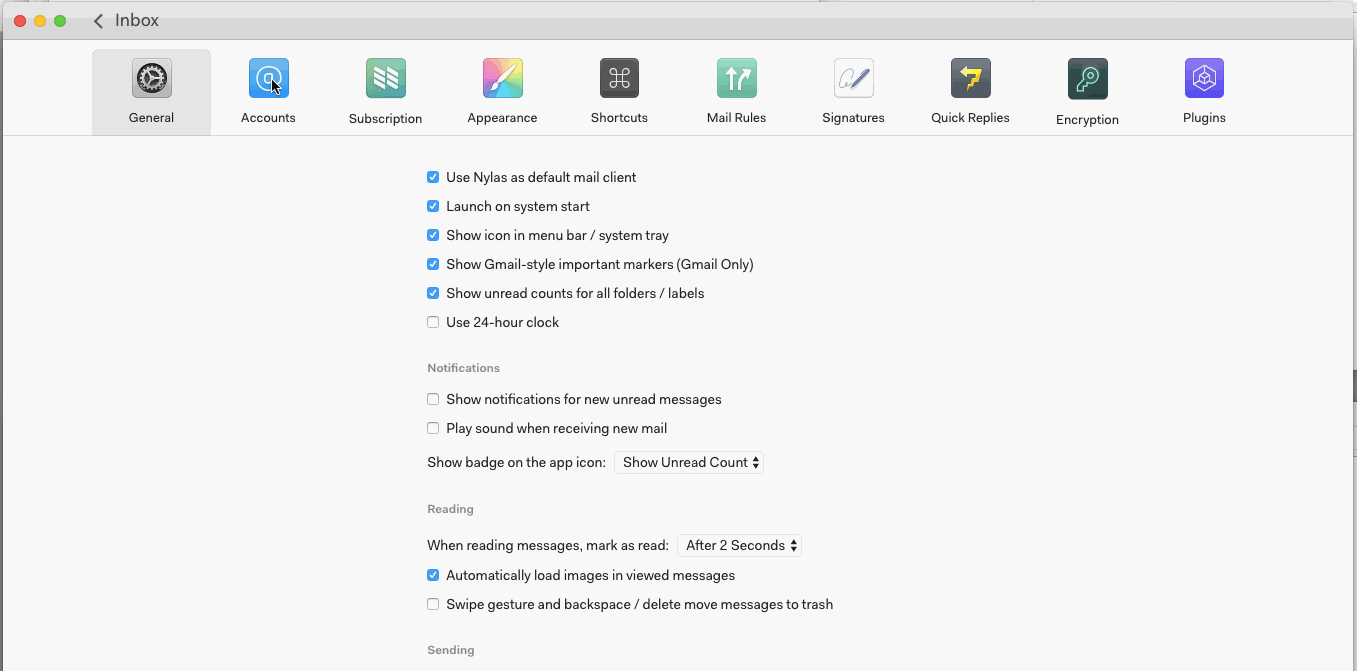 Inbox
General
Accounts
Subscription
Appearance
Shortcuts
Mail Rules
Signatures
Quick Replies
Encryption
Plugins
Use Nylas as default mail client
Launch on system start
Show icon in menu bar / system tray
Show Gmail-style important markers (Gmail Only)
Show unread counts for all folders / labels
Use 24-hour clock
Notifications
Show notifications for new unread messages
Play sound when receiving new mail
Show badge on the app icon: Show Unread Count
Reading
When reading messages, mark as read: After 2 Seconds
Automatically load images in viewed messages
Swipe gesture and backspace / delete move messages to trash
Sending